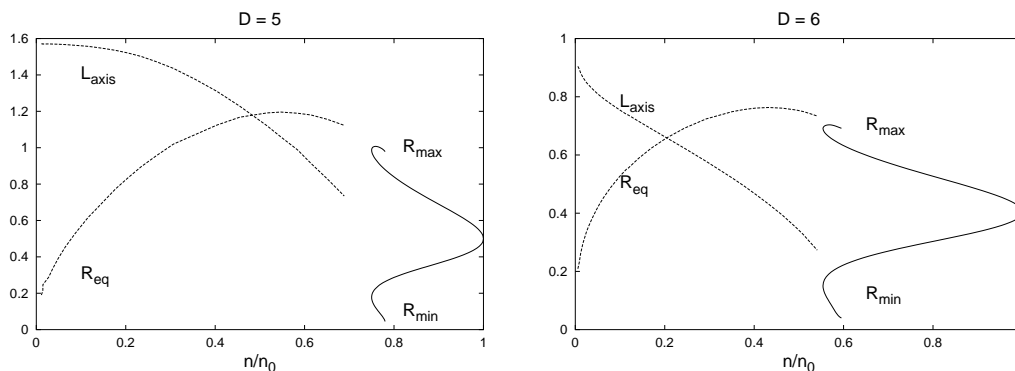 D = 5
1.6
1.4
1.2
1
0.8
0.6
0.4
0.2
0
L_axis
R_eq
R_max
R_min
0 0.2 0.4 0.6 0.8 1
n/n_0
D = 6
1
0.8
0.6
0.4
0.2
0
L_axis
R_max
R_eq
R_min
0 0.2 0.4 0.6 0.8
n/n_0